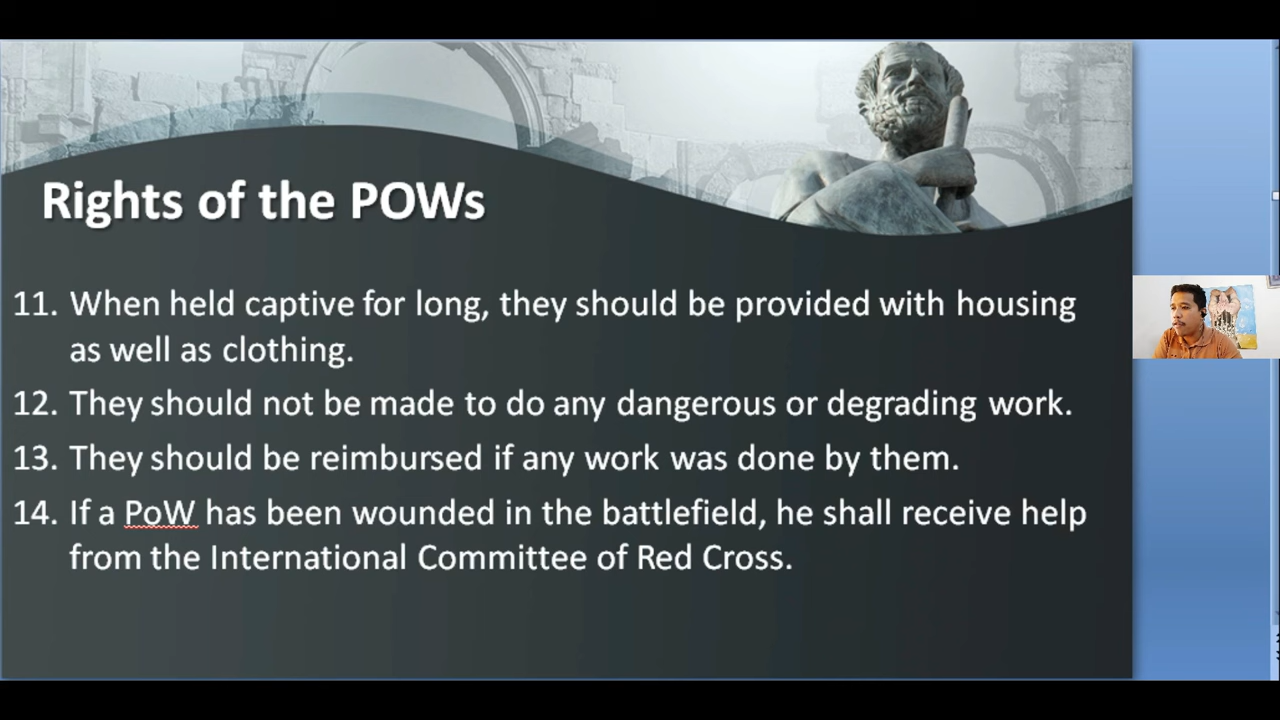 Rights of the POWs
11. When held captive for long, they should be provided with housing
as well as clothing.
12. They should not be made to do any dangerous or degrading work.
13. They should be reimbursed if any work was done by them.
14. If a PoW has been wounded in the battlefield, he shall receive help
from the International Committee of Red Cross.